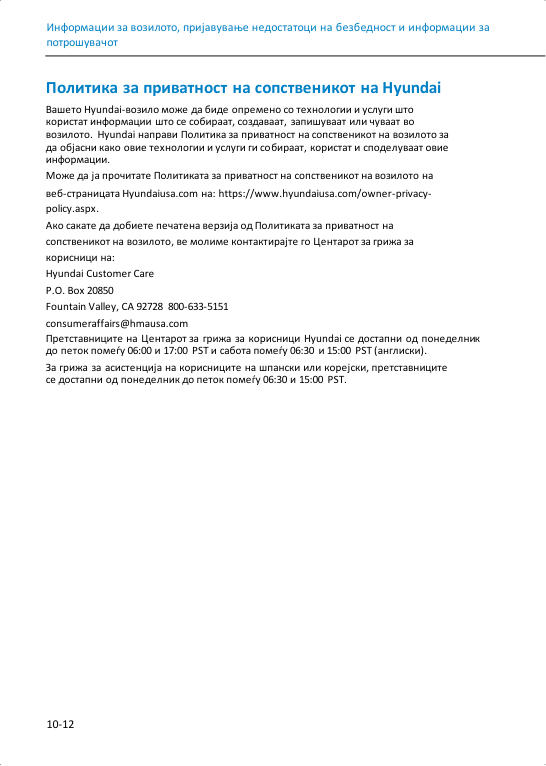 Информации за возилото, пријавување недостатоци на безбедност и информации за
потрошувачот
Политика за приватност на сопственикот на Hyundai
Вашето Hyundai-возило може да биде опремено со технологии и услуги што
користат информации што се собираат, создаваат, запишуваат или чуваат во
возилото. Hyundai направи Политика за приватност на сопственикот на возилото за
да објасни како овие технологии и услуги ги собираат, користат и споделуваат овие
информации.
Може да ја прочитате Политиката за приватност на сопственикот на возилото на
веб-страницата Hyundaiusa.com на: https://www.hyundaiusa.com/owner-privacy-
policy.aspx.
Ако сакате да добиете печатена верзија од Политиката за приватност на
сопственикот на возилото, ве молиме контактирајте го Центарот за грижа за
корисници на:
Hyundai Customer Care
P.O. Box 20850
Fountain Valley, CA 92728 800-633-5151
consumeraffairs@hmausa.com
Претставниците на Центарот за грижа за корисници Hyundai се достапни од понеделник
до петок помеѓу 06:00 и 17:00 PST и сабота помеѓу 06:30 и 15:00 PST (англиски).
За грижа за асистенција на корисниците на шпански или корејски, претставниците
се достапни од понеделник до петок помеѓу 06:30 и 15:00 PST.
10-12